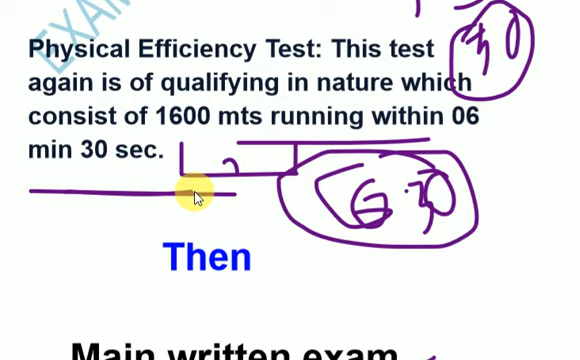 EXAM
Physical Efficiency Test: This test
again is of qualifying in nature which
consist of 1600 mts running within 06
min 30 sec.
6:30
Then
Main written exam